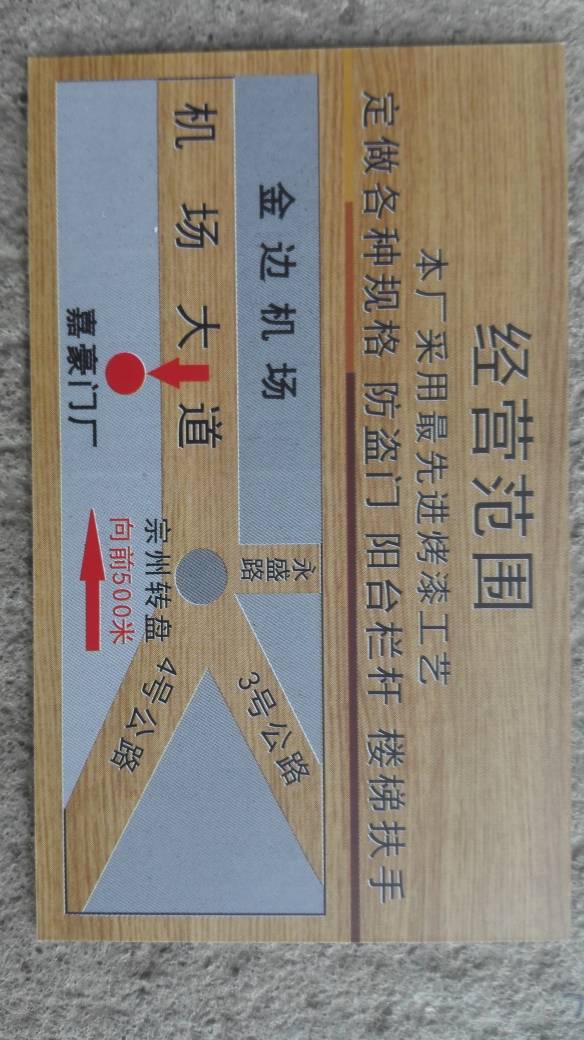 经营范围
本厂采用最先进烤漆工艺
定做各种规格 防盗门 阳台栏杆 楼梯扶手
金边机场
永盛路
3号公路
机场大道
宗州转盘
4号公路
向前500米
嘉豪门厂